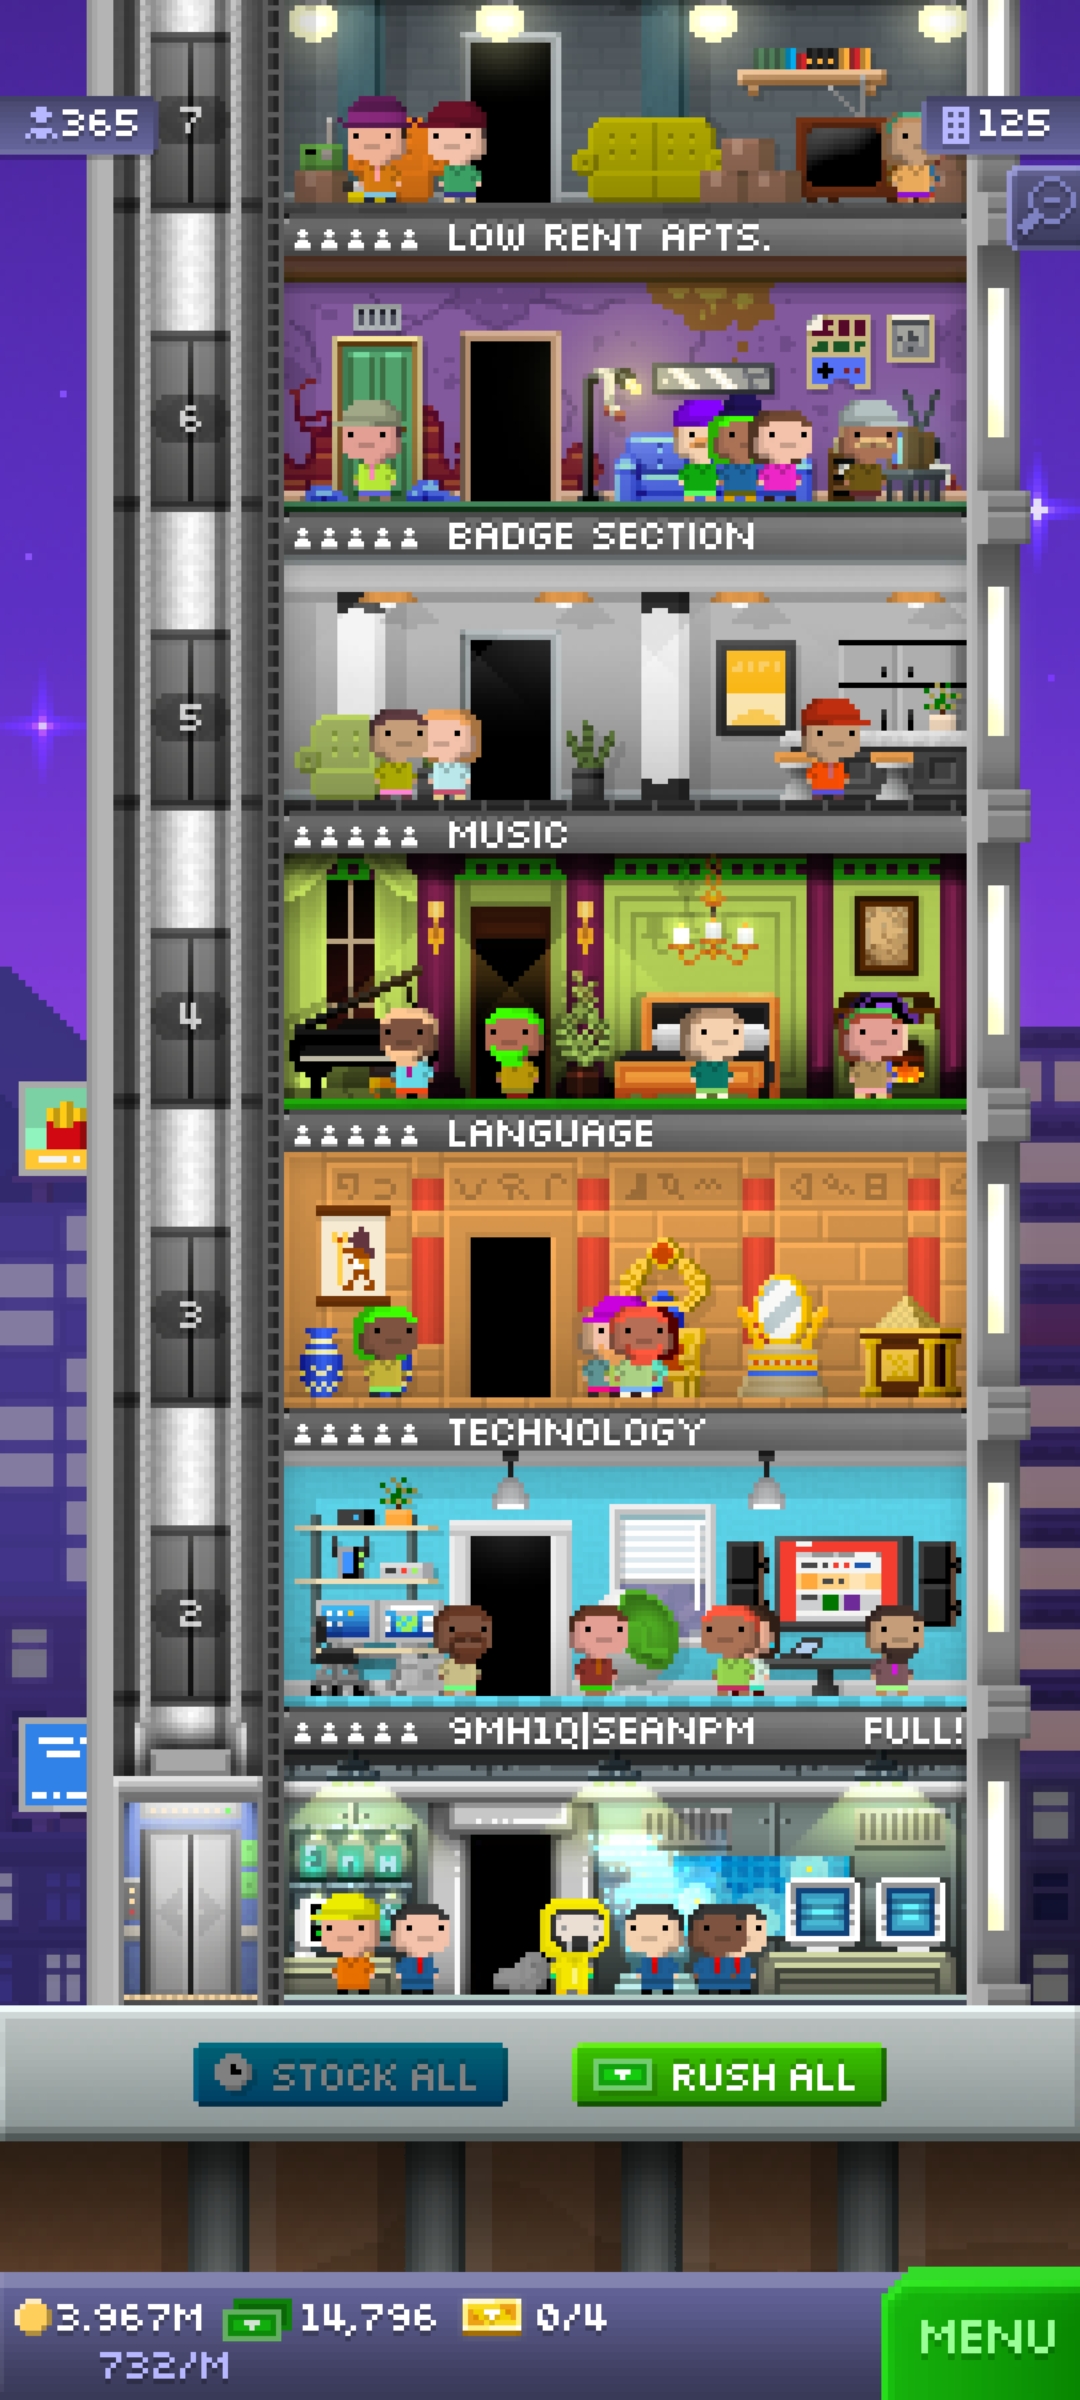 7
365
125
LOW RENT APTS.
6
BADGE SECTION
5
MUSIC
4
LANGUAGE
3
TECHNOLOGY
2
9MH1Q|SEANPM FULL!
STOCK ALL
RUSH ALL
3.967M 14,796 0/4
732/M
MENU